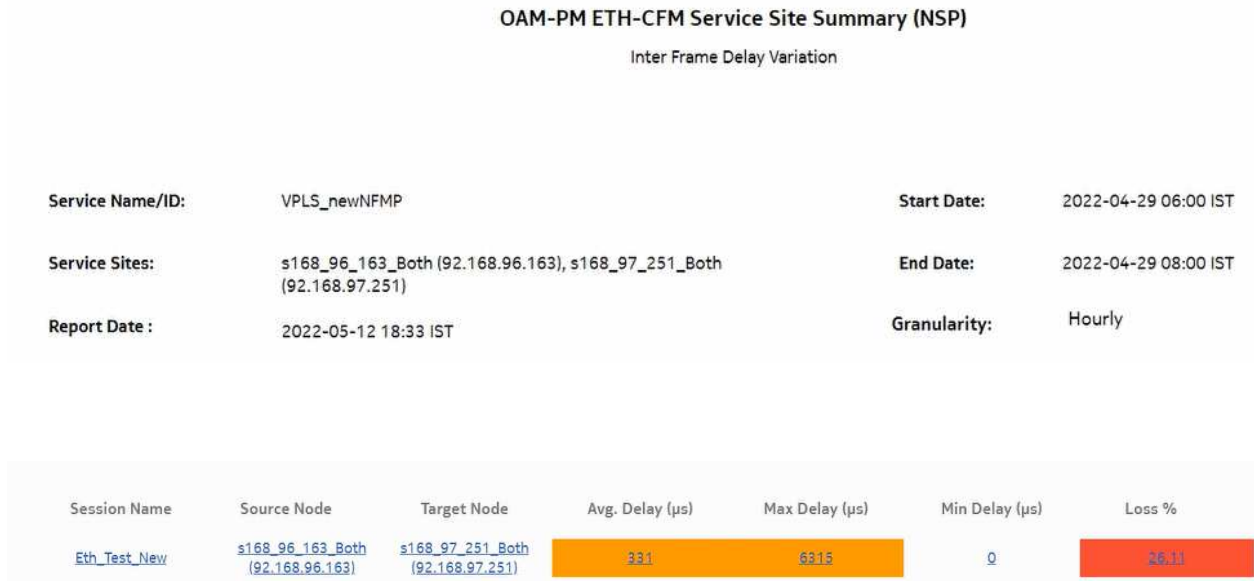 OAM-PM ETH-CFM Service Site Summary (NSP)
Inter Frame Delay Variation
Service Name/ID: VPLS_newNFMP Start Date: 2022-04-29 06:00 IST
Service Sites: s168_96_163_Both (92.168.96.163), s168_97_251_Both End Date: 2022-04-29 08:00 IST
(92.168.97.251)
Report Date : 2022-05-12 18:33 IST Granularity: Hourly
Session Name Source Node Target Node Avg. Delay (µs) Max Delay (µs) Min Delay (µs) Loss %
Eth_Test_New s168_96_163_Both s168_97_251_Both 331 6315 0 26.11
(92.168.96.163) (92.168.97.251)